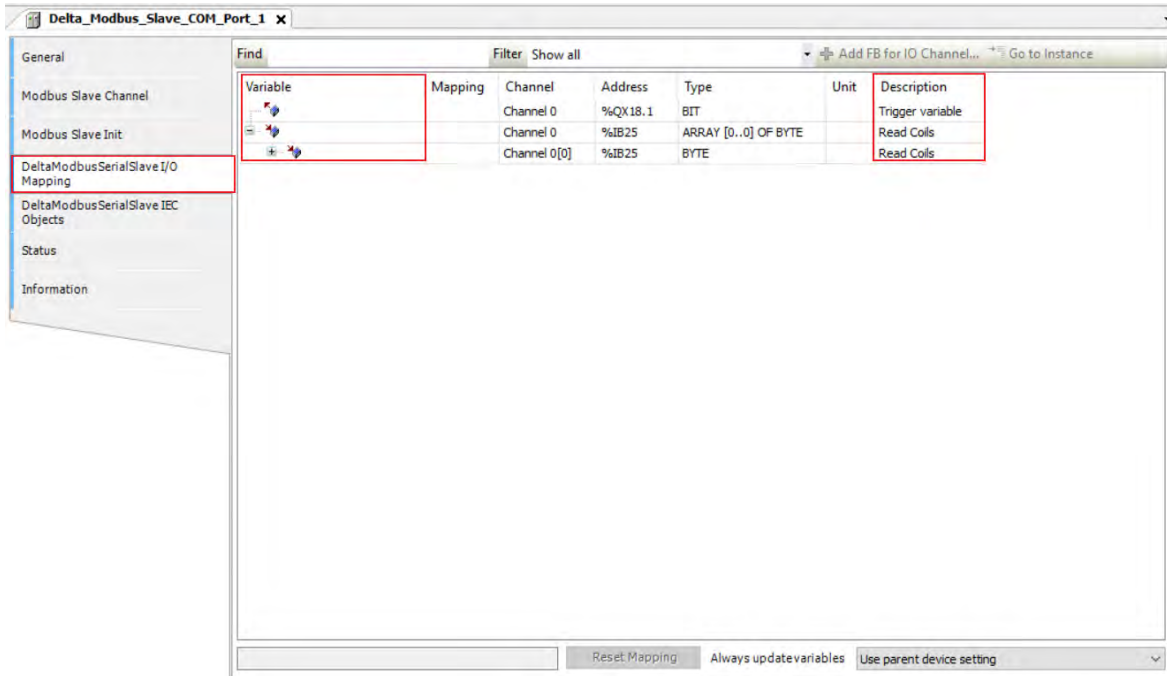 Delta_Modbus_Slave_COM_Port_1 x
General
Modbus Slave Channel
Modbus Slave Init
DeltaModbusSerialSlave I/O
Mapping
DeltaModbusSerialSlave IEC
Objects
Status
Information
Find Filter Show all Add FB for IO Channel... Go to Instance
Variable Mapping Channel Address Type Unit Description
Channel 0 %QX18.1 BIT Trigger variable
Channel 0 %IB25 ARRAY [0..0] OF BYTE Read Coils
Channel 0[0] %IB25 BYTE Read Coils
Reset Mapping Always update variables Use parent device setting